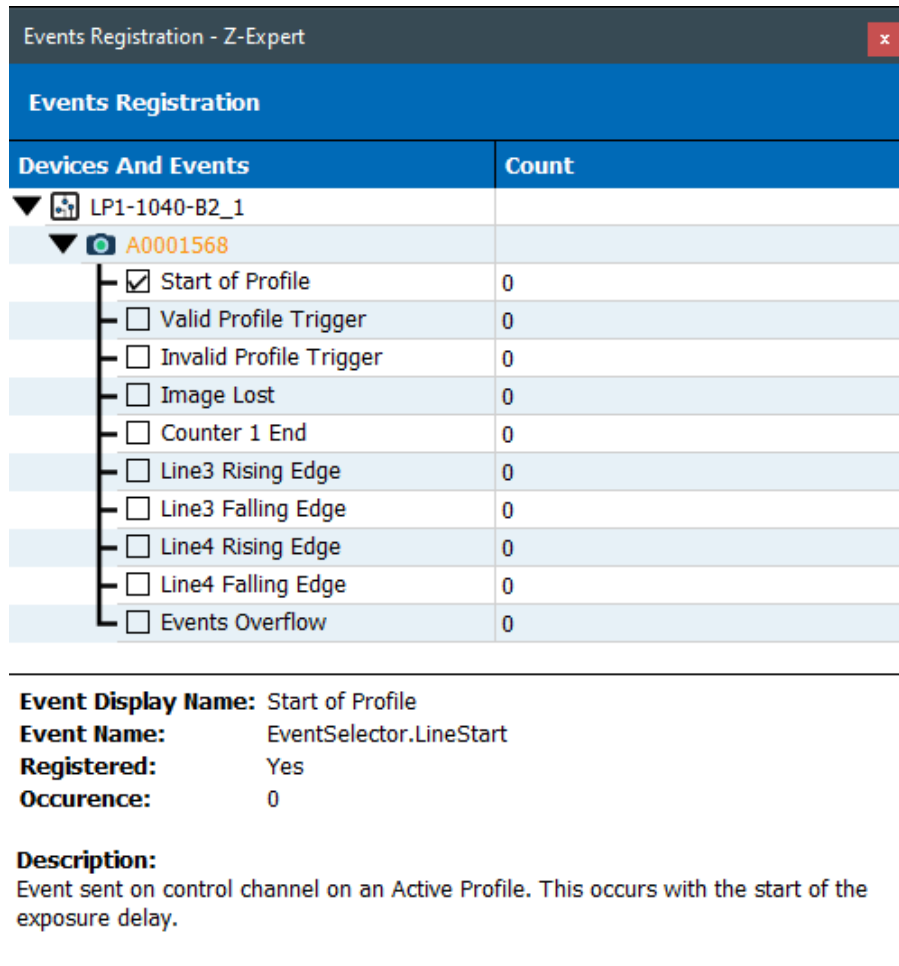 Events Registration - Z-Expert
x
Events Registration
Devices And Events Count
LP1-1040-B2_1
A0001568
Start of Profile 0
Valid Profile Trigger 0
Invalid Profile Trigger 0
Image Lost 0
Counter 1 End 0
Line3 Rising Edge 0
Line3 Falling Edge 0
Line4 Rising Edge 0
Line4 Falling Edge 0
Events Overflow 0
Event Display Name: Start of Profile
Event Name: EventSelector.LineStart
Registered: Yes
Occurence: 0
Description:
Event sent on control channel on an Active Profile. This occurs with the start of the
exposure delay.